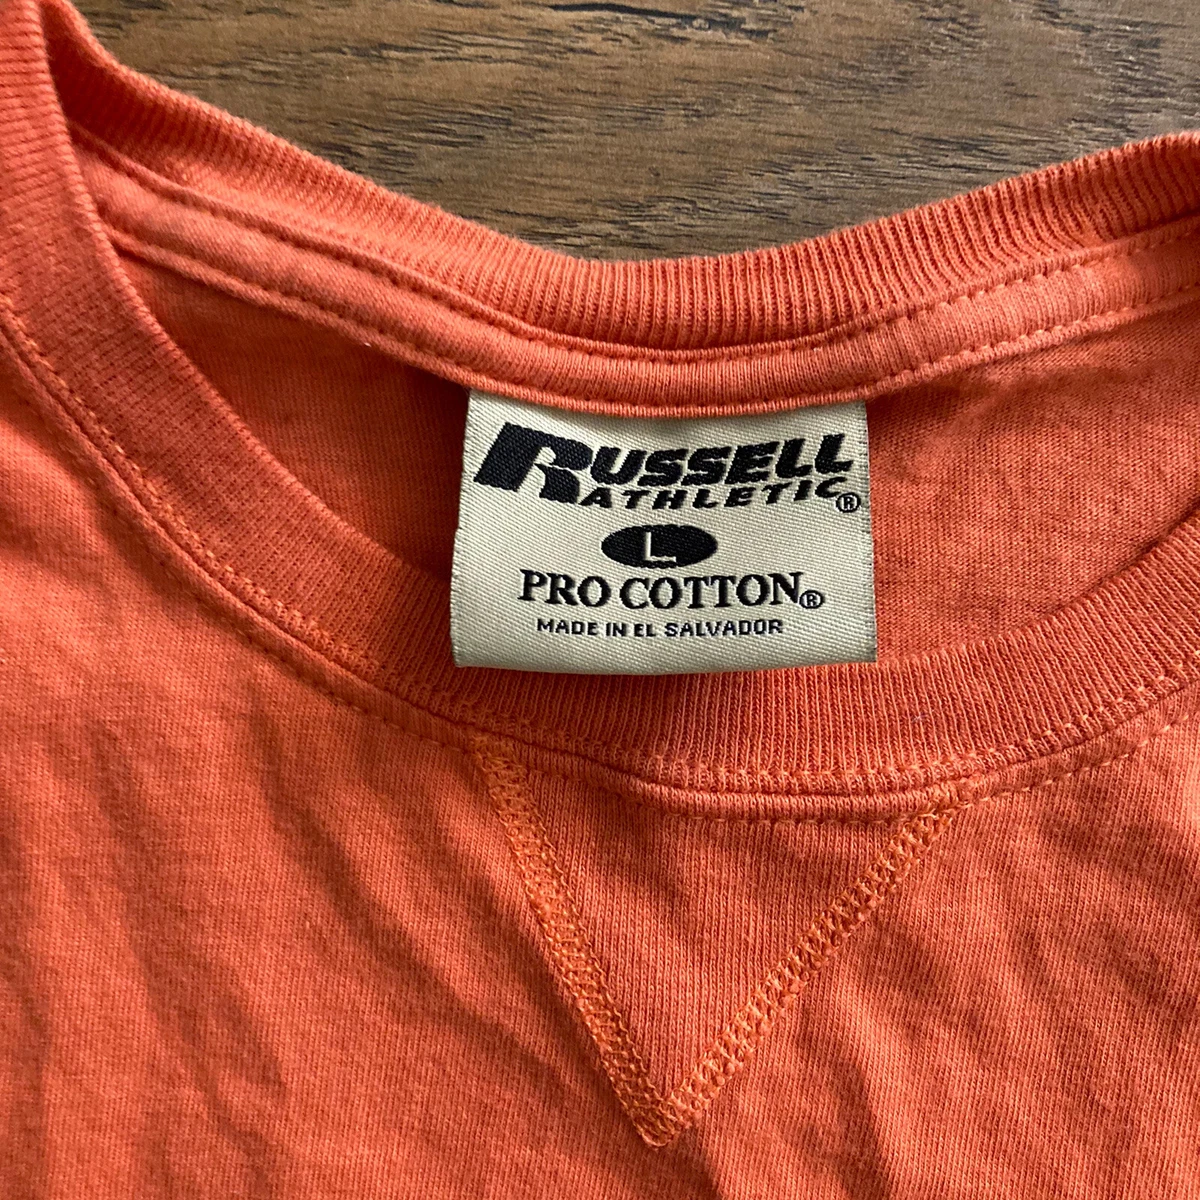 RUSSELL
ATHLETIC®
L
PRO COTTON®
MADE IN EL SALVADOR